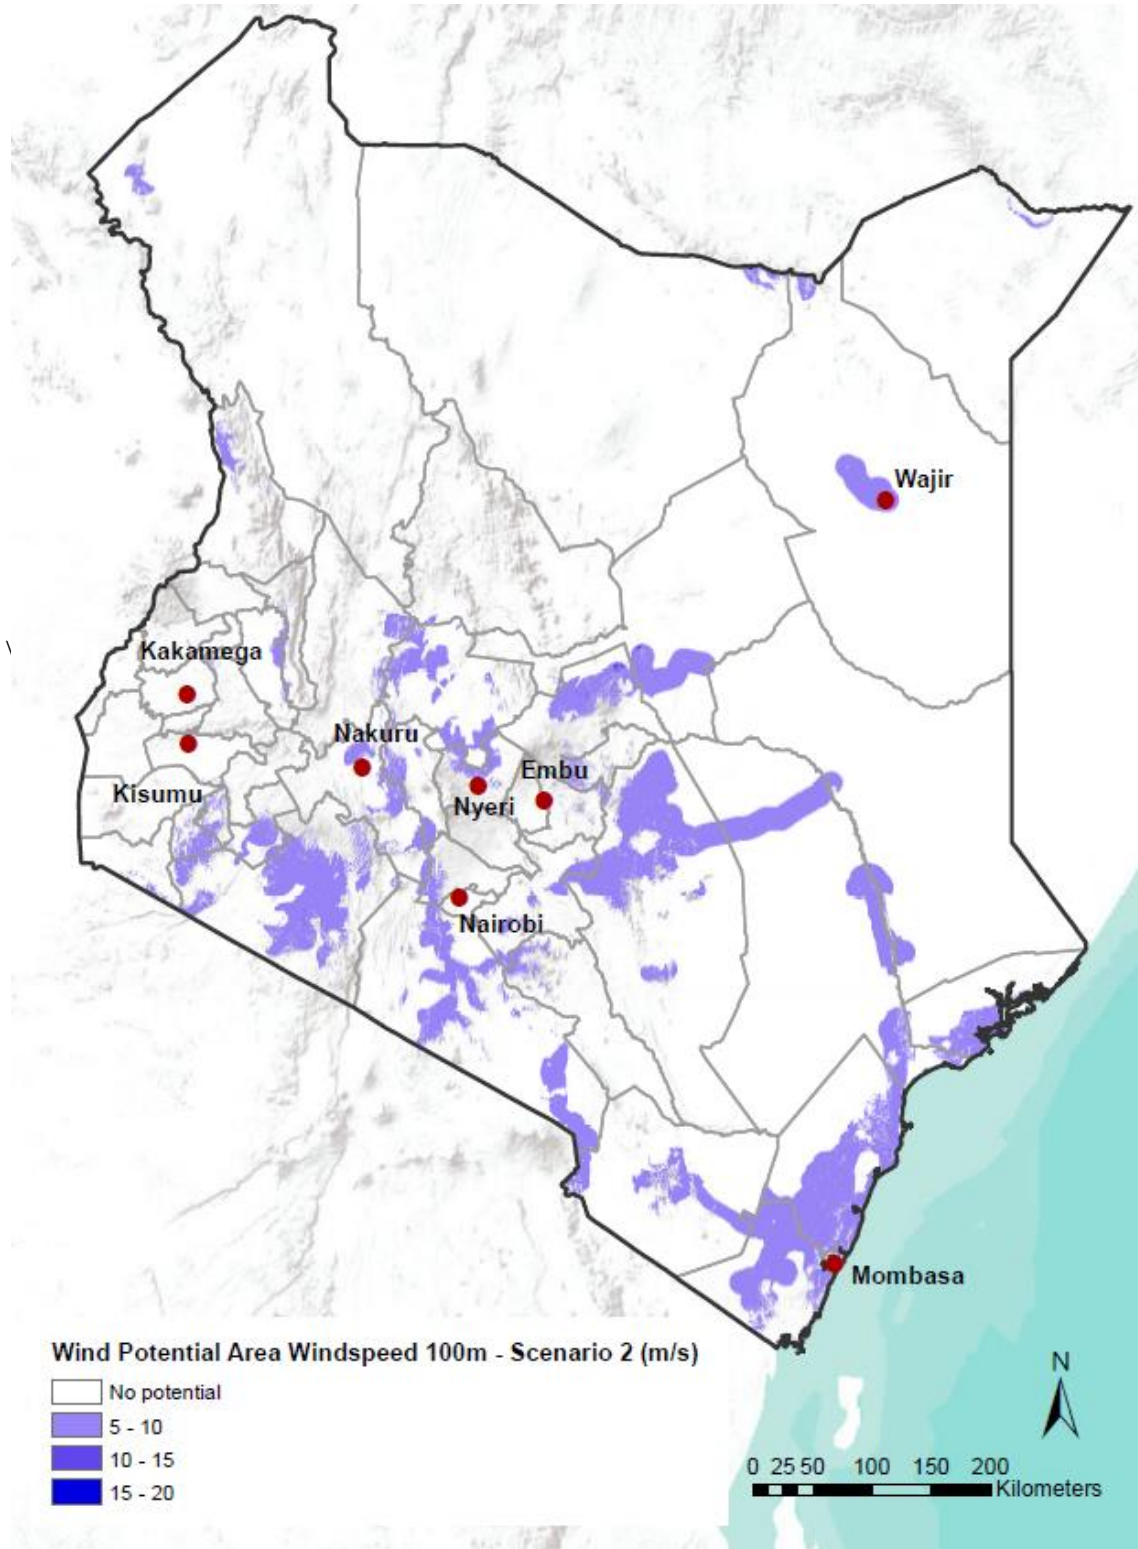 Wajir
Kakamega
Nakuru
Embu
Kisumu
Nyeri
Nairobi
Mombasa
Wind Potential Area Windspeed 100m - Scenario 2 (m/s)
No potential
5 - 10
10 - 15
15 - 20
N
0 25 50 100 150 200
Kilometers